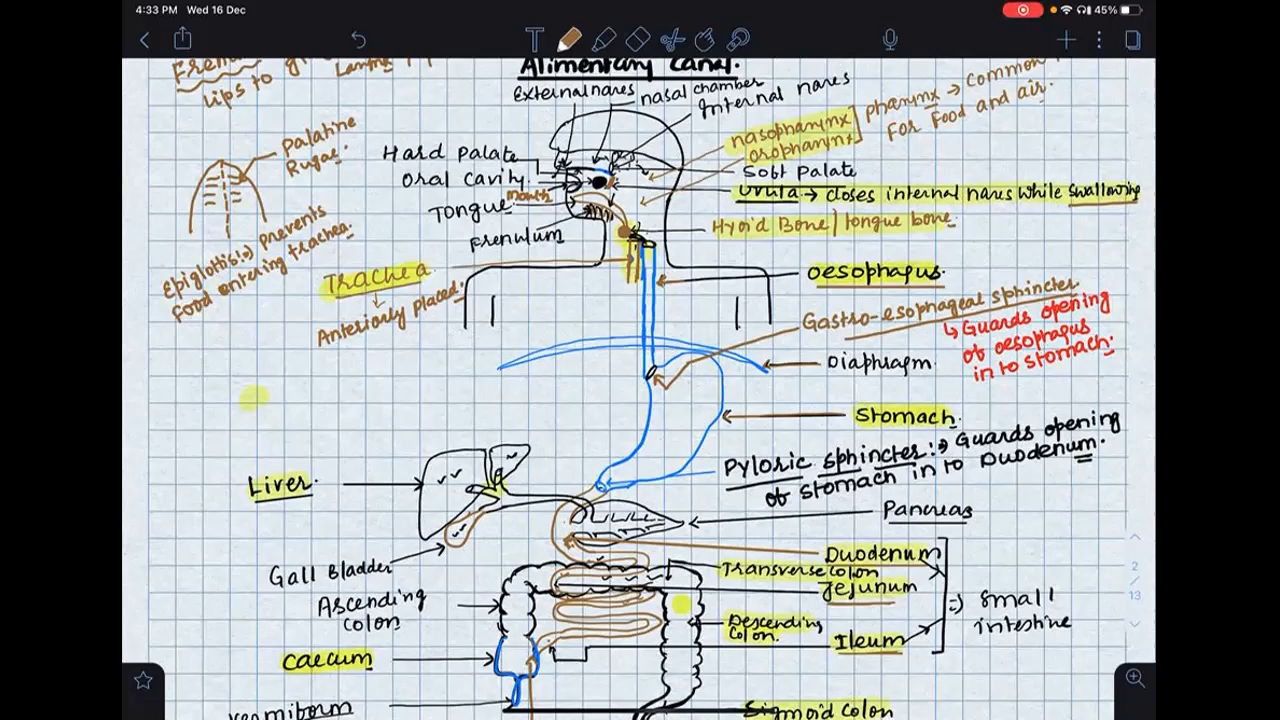 4:33 PM Wed 16 Dec
45%
T
Alimentary canal.
Lips to
External nares
nasal chamber
Internal nares
nasopharynx
oropharynx
pharynx → Common
For Food and air.
Palatine
Rugae.
Hard Palate
Oral Cavity
mouth
Tongue
Frenulum
Soft Palate
Uvula → closes internal nares while swallowing
Hyoid Bone/tongue bone.
Epiglottis:→ prevents
food entering trachea.
Trachea
Anteriorly placed.
oesophagus
Gastro-esophageal sphincter
↳ Guards opening
of oesophagus
in to stomach.
Diaphragm
Stomach
Pyloric sphincter:→ Guards opening
of stomach in to Duodenum.
Liver
Pancreas
Gall Bladder
Duodenum
Transverse colon
Jejunum
=) small
intestine
Ascending
colon
Descending
colon.
Ileum
Caecum
Sigmoid Colon
2
/
13